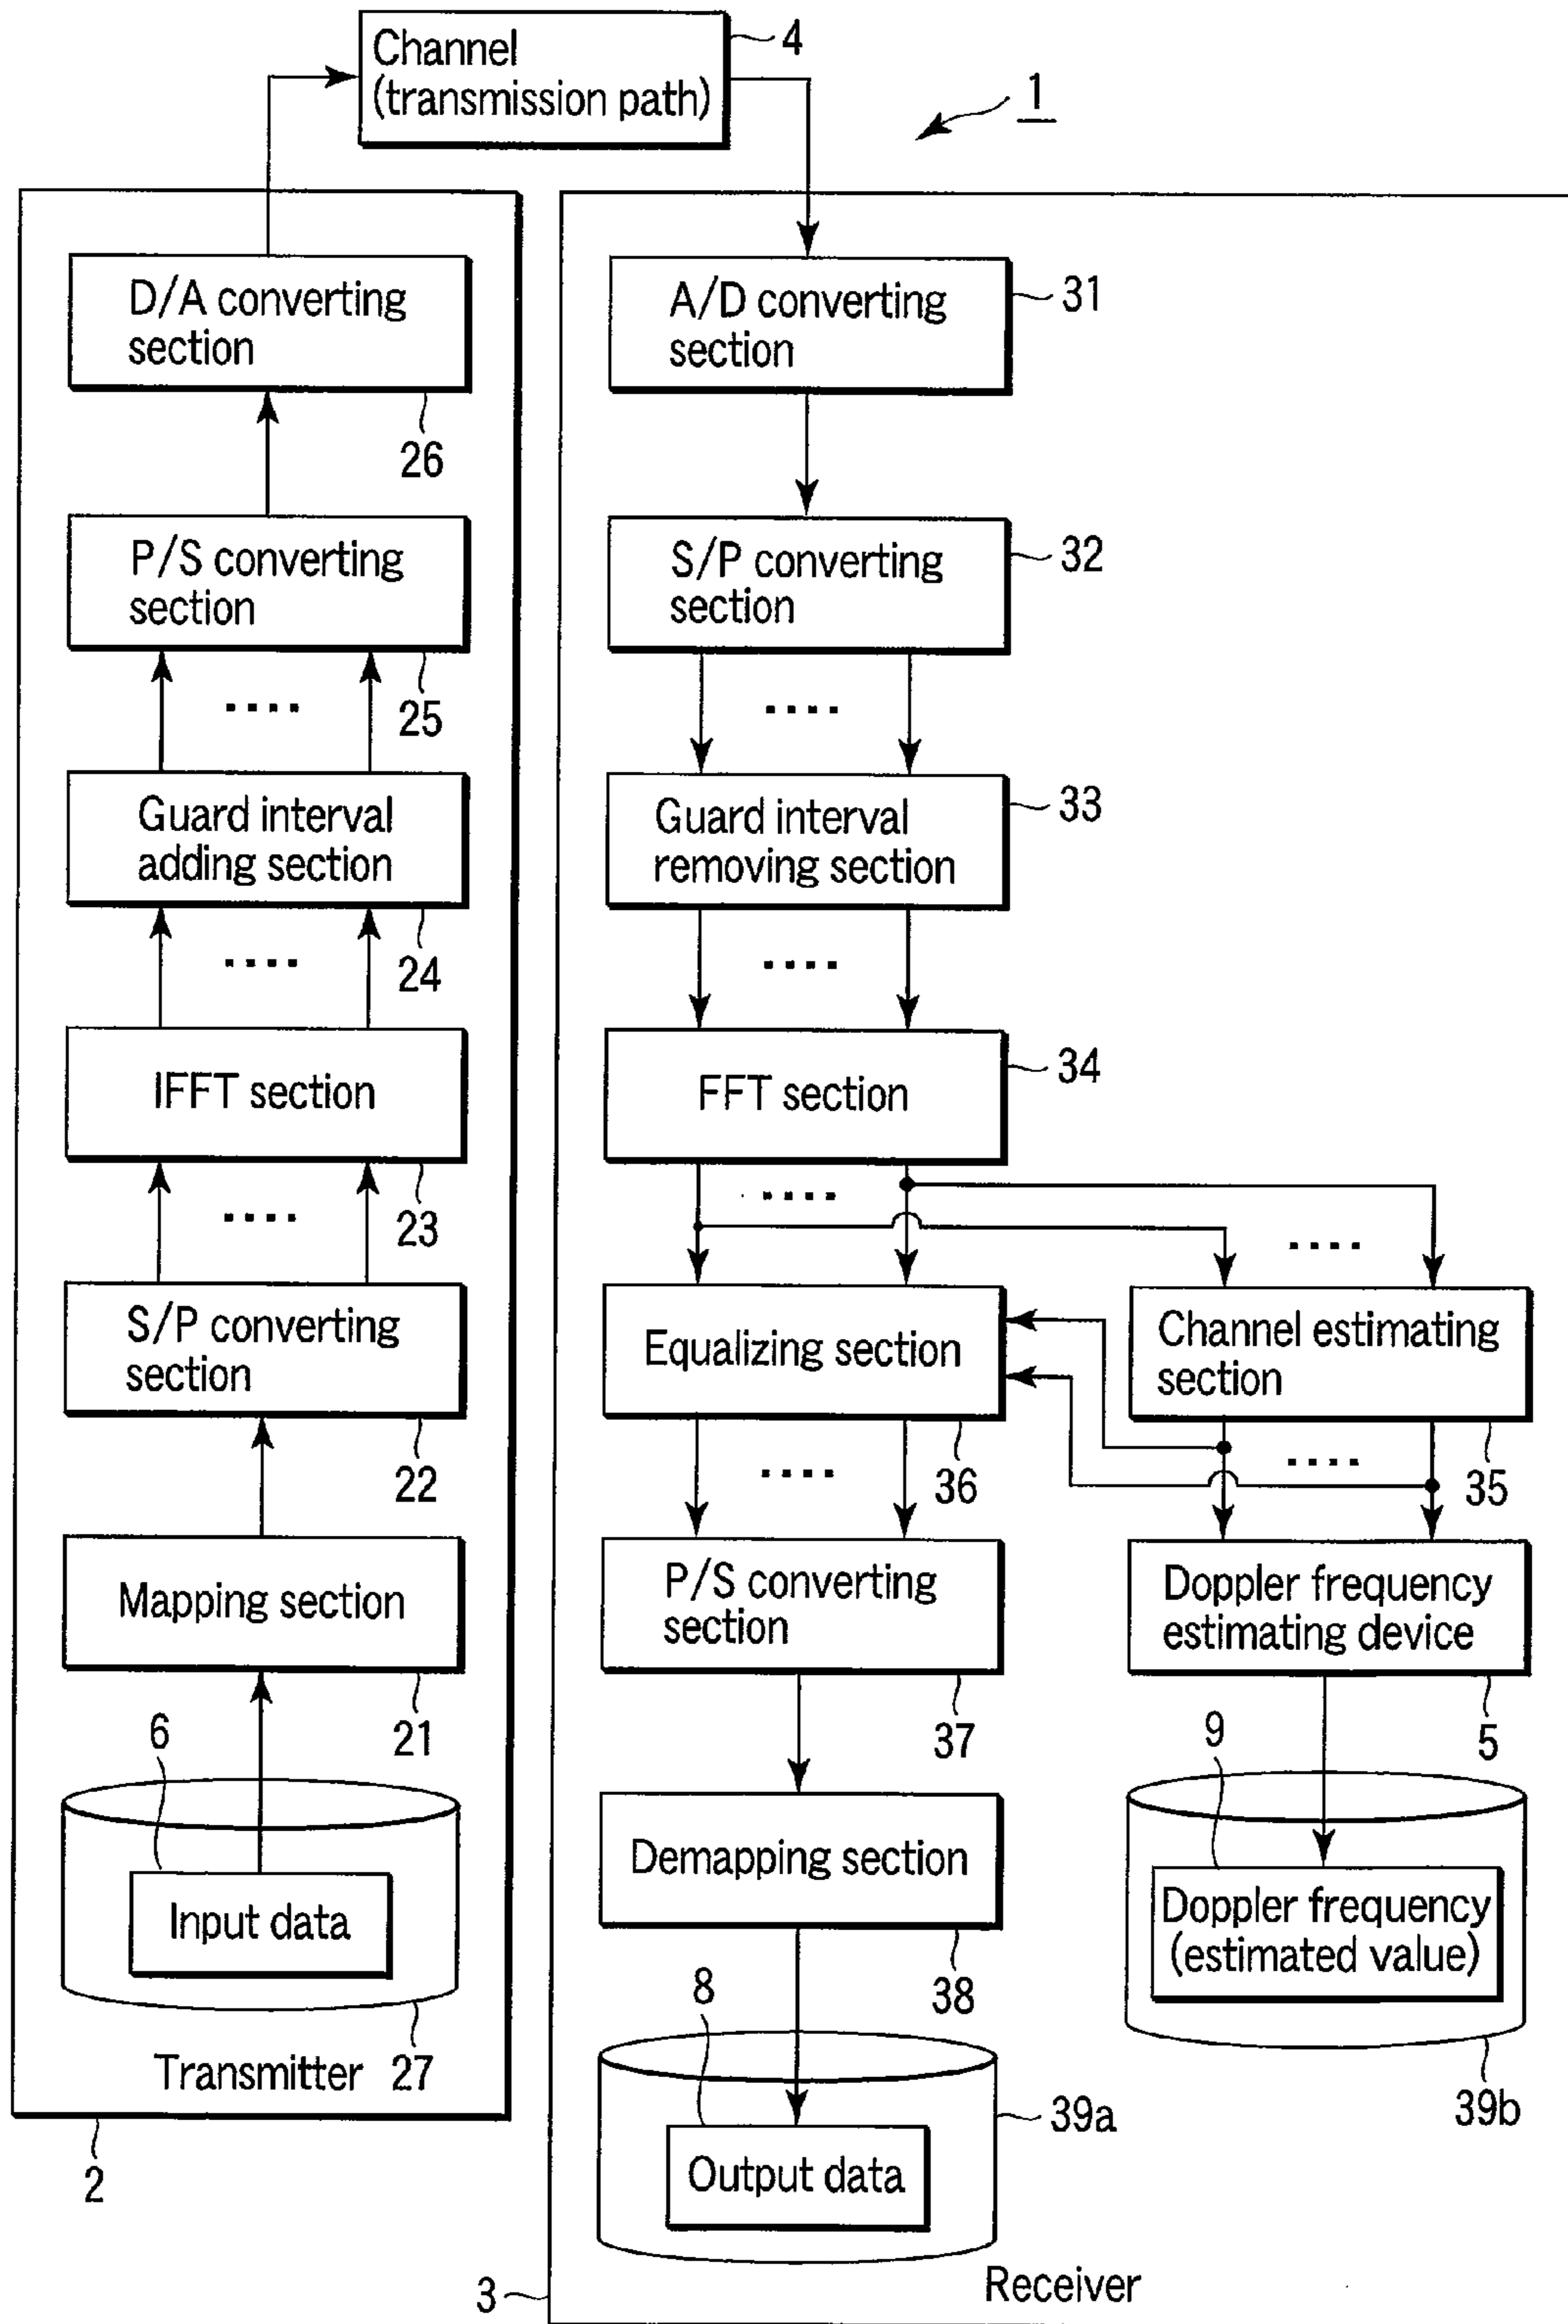 Channel
(transmission path)
4
1
D/A converting
section
26
P/S converting
section
25
....
Guard interval
adding section
24
....
IFFT section
23
....
S/P converting
section
22
Mapping section
21
6
Input data
27
Transmitter
2
A/D converting
section
31
S/P converting
section
32
....
Guard interval
removing section
33
....
FFT section
34
....
....
Equalizing section
36
Channel estimating
section
35
....
....
P/S converting
section
37
Doppler frequency
estimating device
5
Demapping section
38
9
Doppler frequency
(estimated value)
39b
8
Output data
39a
Receiver
3